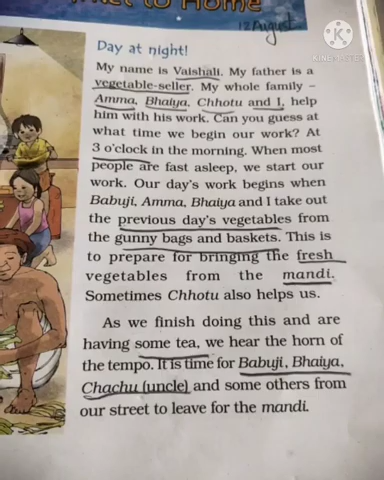 to Home
12 August
KINEMASTER
Day at night!
My name is Vaishali. My father is a
vegetable-seller. My whole family –
Amma, Bhaiya, Chhotu and I, help
him with his work. Can you guess at
what time we begin our work? At
3 o'clock in the morning. When most
people are fast asleep, we start our
work. Our day's work begins when
Babuji, Amma, Bhaiya and I take out
the previous day's vegetables from
the gunny bags and baskets. This is
to prepare for bringing the fresh
vegetables from the mandi.
Sometimes Chhotu also helps us.
As we finish doing this and are
having some tea, we hear the horn of
the tempo. It is time for Babuji, Bhaiya,
Chachu (uncle) and some others from
our street to leave for the mandi.